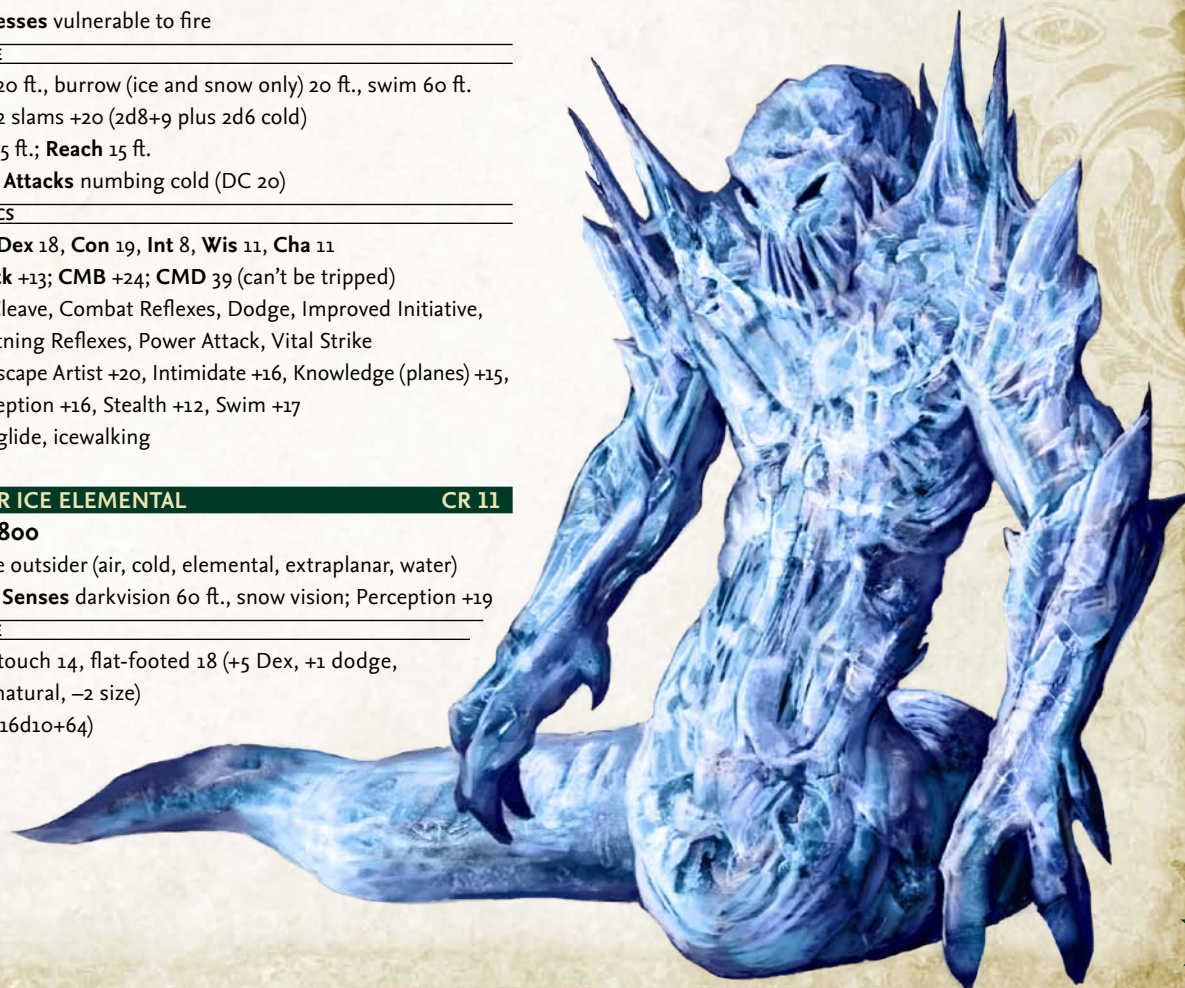 esses vulnerable to fire
E
20 ft., burrow (ice and snow only) 20 ft., swim 60 ft.
2 slams +20 (2d8+9 plus 2d6 cold)
5 ft.; Reach 15 ft.
Attacks numbing cold (DC 20)
CS
Dex 18, Con 19, Int 8, Wis 11, Cha 11
ck +13; CMB +24; CMD 39 (can't be tripped)
Cleave, Combat Reflexes, Dodge, Improved Initiative,
tning Reflexes, Power Attack, Vital Strike
scape Artist +20, Intimidate +16, Knowledge (planes) +15,
eption +16, Stealth +12, Swim +17
glide, icewalking
R ICE ELEMENTAL CR 11
800
e outsider (air, cold, elemental, extraplanar, water)
Senses darkvision 60 ft., snow vision; Perception +19
E
touch 14, flat-footed 18 (+5 Dex, +1 dodge,
natural, –2 size)
16d10+64)